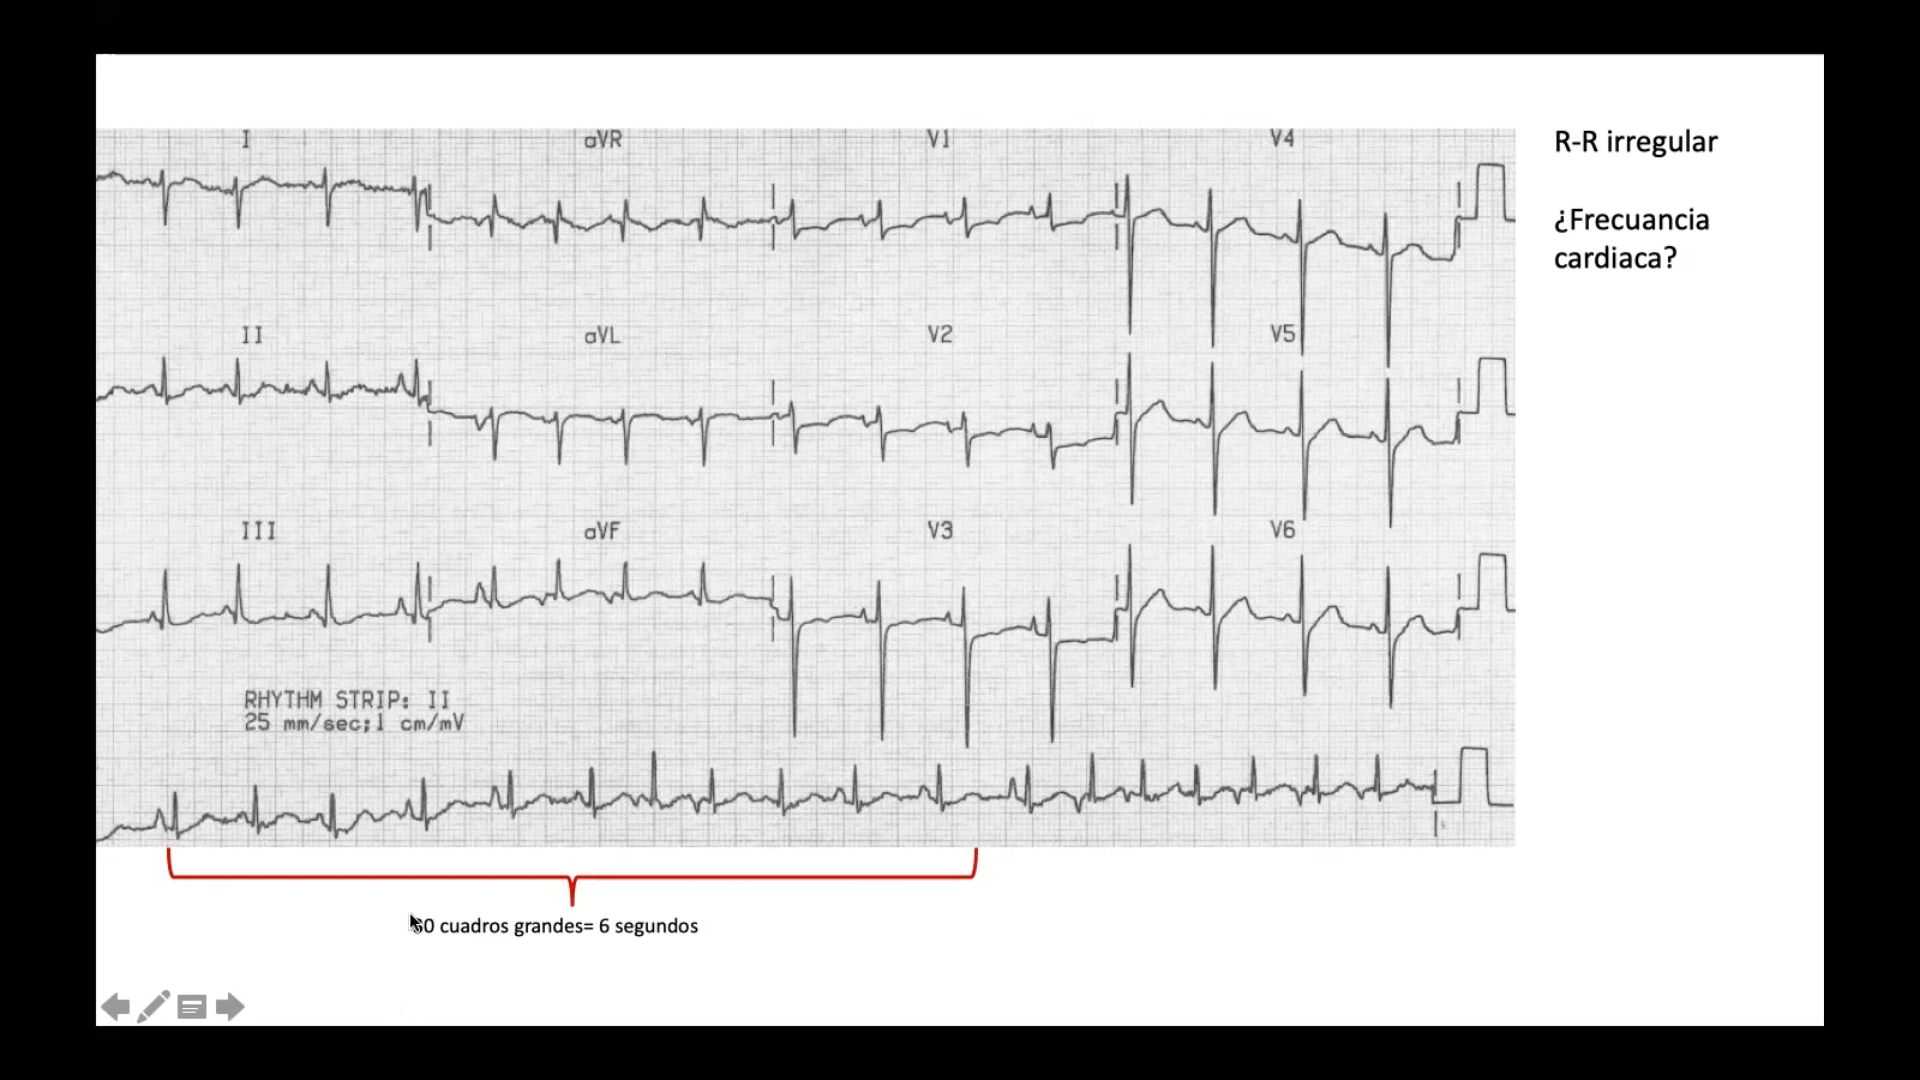 I aVR V1 V4
R-R irregular
¿Frecuancia
cardiaca?
II aVL V2 V5
III aVF V3 V6
RHYTHM STRIP: II
25 mm/sec;1 cm/mV
cuadros grandes= 6 segundos